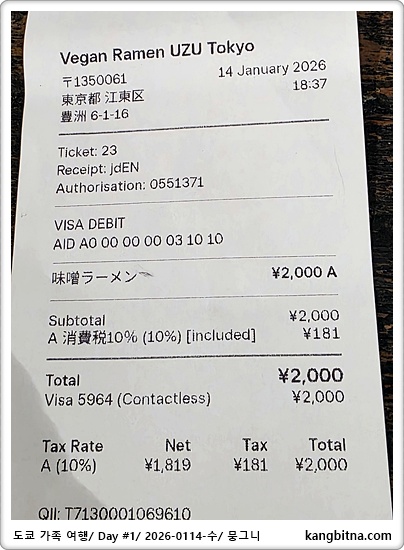 Vegan Ramen UZU Tokyo
〒1350061 14 January 2026
東京都 江東区 18:37
豊洲 6-1-16
Ticket: 23
Receipt: jdEN
Authorisation: 0551371
VISA DEBIT
AID A0 00 00 00 03 10 10
味噌ラーメン ¥2,000 A
Subtotal ¥2,000
A 消費税10% (10%) [included] ¥181
Total ¥2,000
Visa 5964 (Contactless) ¥2,000
Tax Rate Net Tax Total
A (10%) ¥1,819 ¥181 ¥2,000
QII: T7130001069610
도쿄 가족 여행/ Day #1/ 2026-0114-수/ 뭉그니 kangbitna.com